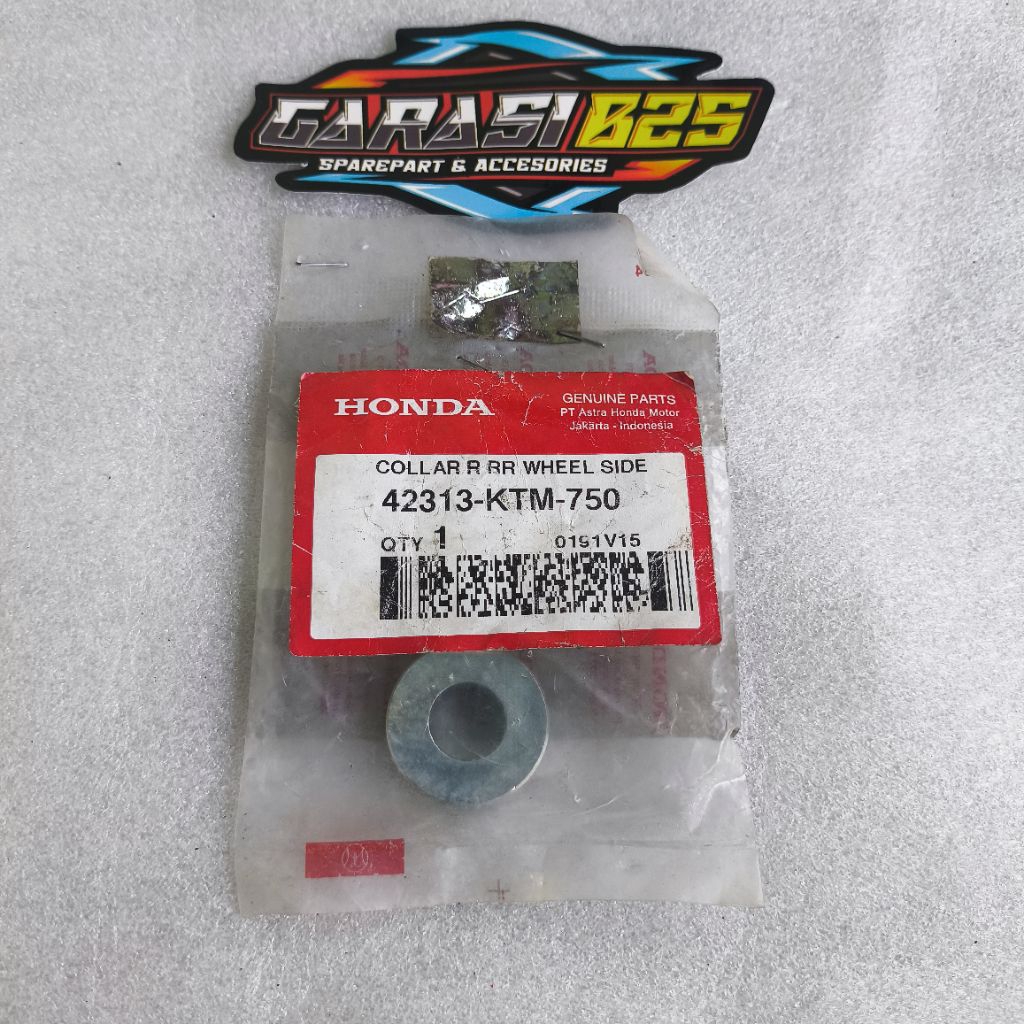 GARASI B2S
SPAREPART & ACCESORIES
HONDA
GENUINE PARTS
PT Astra Honda Motor
Jakarta - Indonesia
COLLAR R RR WHEEL SIDE
42313-KTM-750
QTY 1 0191V15